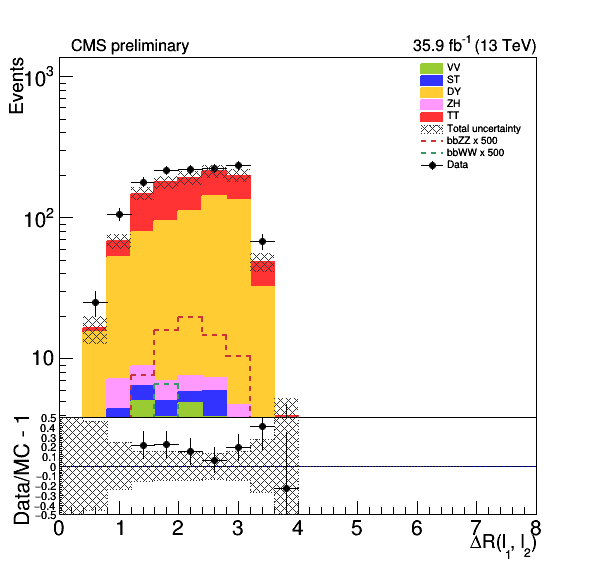 CMS preliminary
35.9 fb⁻¹ (13 TeV)
Events
10³
10²
10
VV
ST
DY
ZH
TT
Total uncertainty
bbZZ x 500
bbWW x 500
Data
Data/MC - 1
0.5
0.4
0.3
0.2
0.1
0
−0.1
−0.2
−0.3
−0.4
−0.5
0 1 2 3 4 5 6 7 8
ΔR(l₁, l₂)